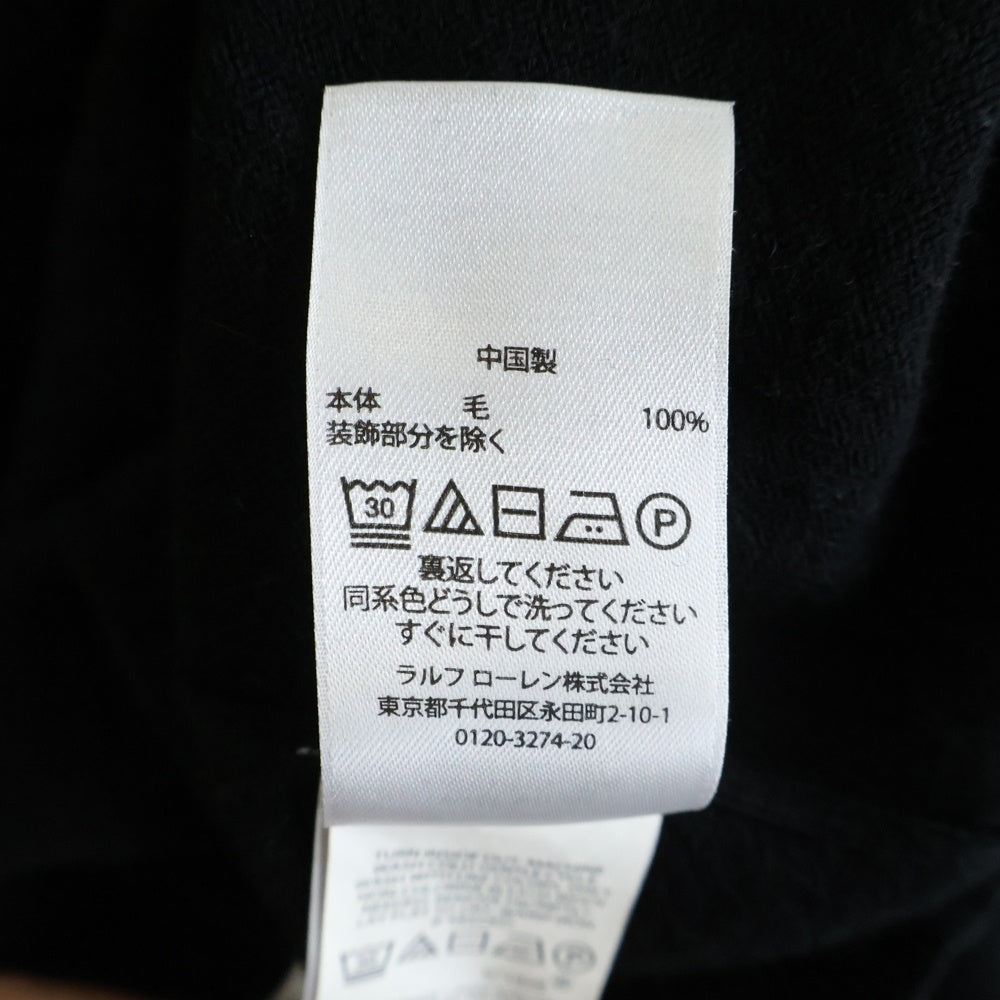 中国製
本体 毛 100%
装飾部分を除く
30
P
裏返してください
同系色どうしで洗ってください
すぐに干してください
ラルフ ローレン株式会社
東京都千代田区永田町2-10-1
0120-3274-20